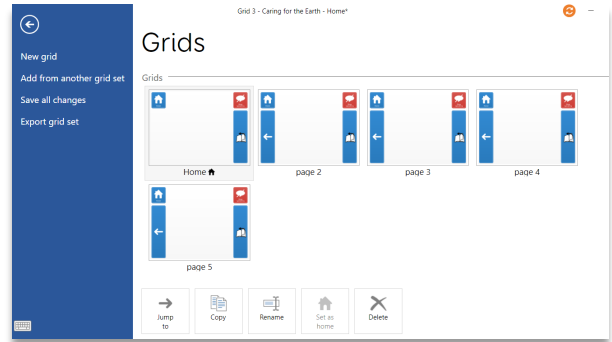 Grid 3 - Caring for the Earth - Home*
Grids
New grid
Add from another grid set
Save all changes
Export grid set
Grids
Home
page 2
page 3
page 4
page 5
Jump
to
Copy
Rename
Set as
home
Delete